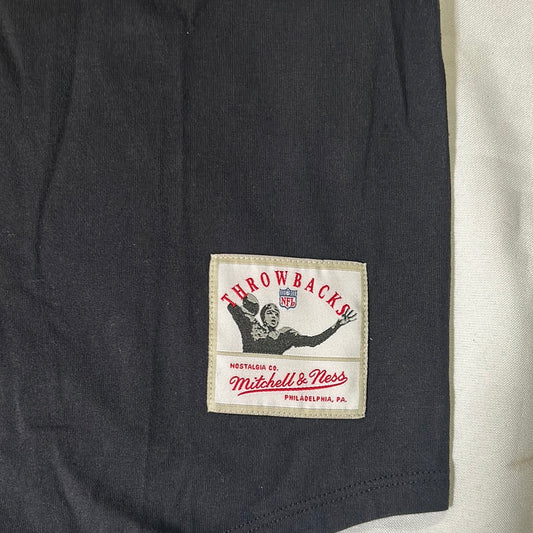 THROWBACKS
NFL
NOSTALGIA CO.
Mitchell & Ness
PHILADELPHIA, PA.